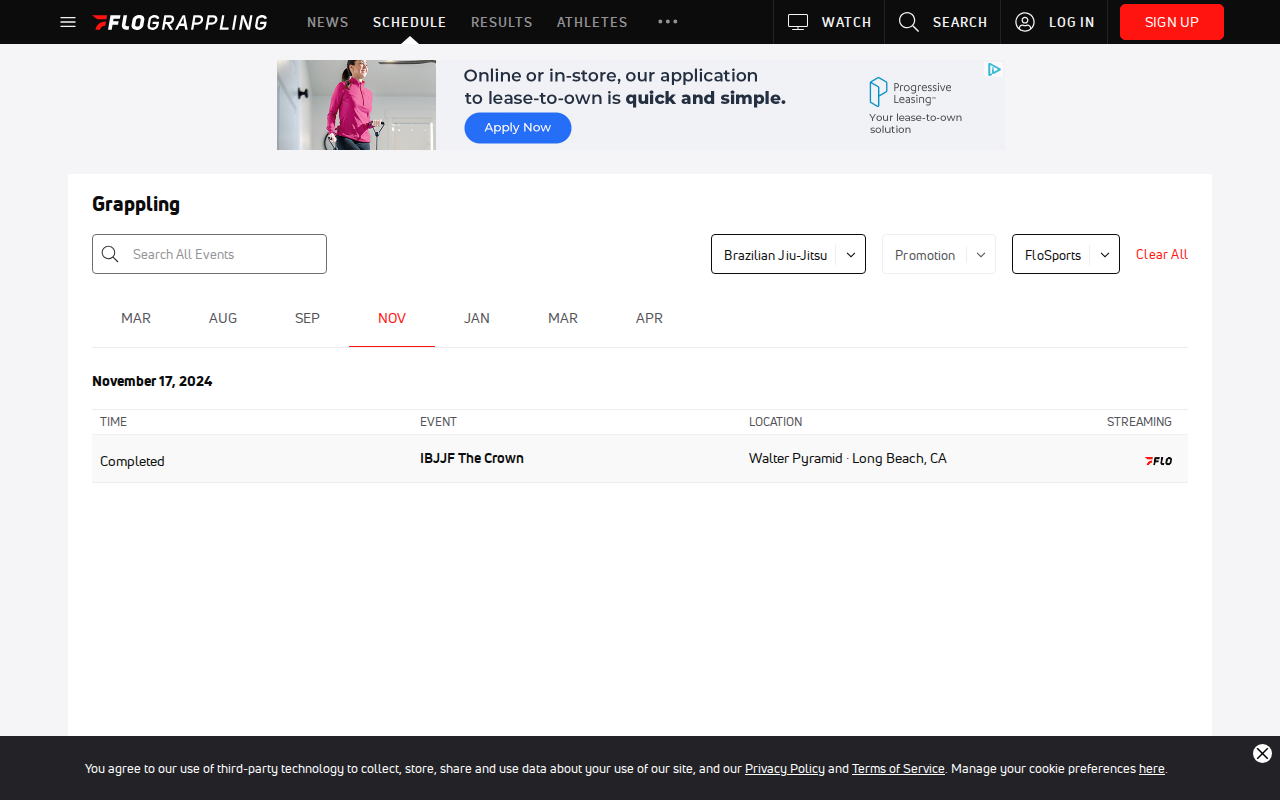 FLOGRAPPLING NEWS SCHEDULE RESULTS ATHLETES WATCH SEARCH LOG IN SIGN UP
Online or in-store, our application
to lease-to-own is quick and simple.
Apply Now
Progressive
Leasing™
Your lease-to-own
solution
Grappling
Search All Events Brazilian Jiu-Jitsu Promotion FloSports Clear All
MAR AUG SEP NOV JAN MAR APR
November 17, 2024
TIME EVENT LOCATION STREAMING
Completed IBJJF The Crown Walter Pyramid · Long Beach, CA FLO
You agree to our use of third-party technology to collect, store, share and use data about your use of our site, and our Privacy Policy and Terms of Service. Manage your cookie preferences here.